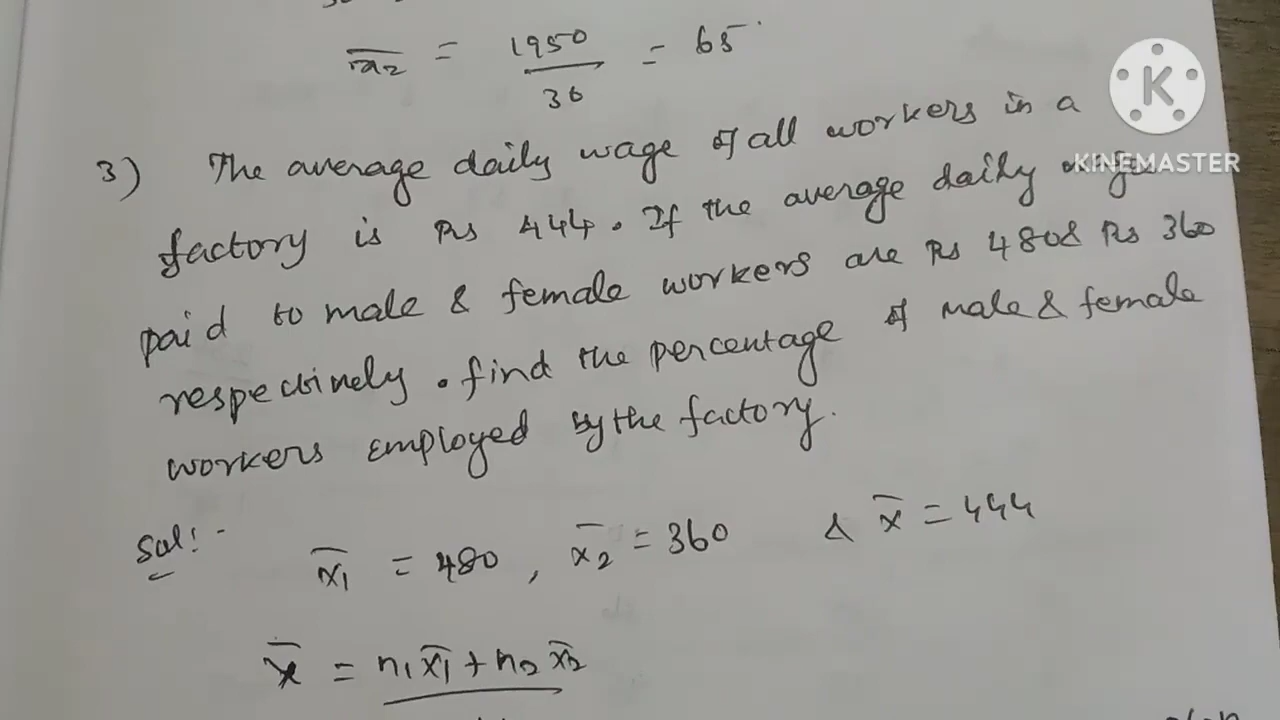 x̄2 = 1950/30 = 65
K
KINEMASTER
3) The average daily wage of all workers in a
factory is Rs 444. If the average daily
paid to male & female workers are Rs 480 & Rs 360
respectively. find the percentage of male & female
workers employed by the factory.
Sol:-
x̄1 = 480, x̄2 = 360 & x̄ = 444
x̄ = n1x̄1 + n2x̄2